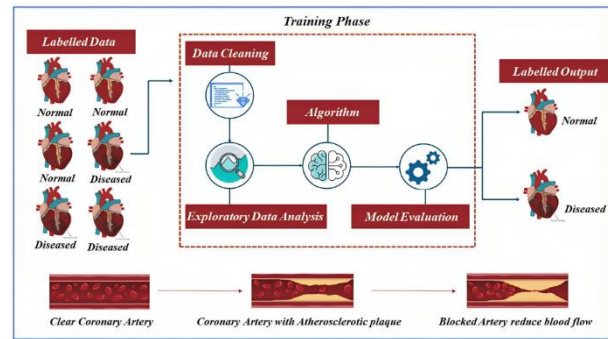 Training Phase
Labelled Data
Normal Normal
Normal Diseased
Diseased Diseased
Data Cleaning
Exploratory Data Analysis
Algorithm
Model Evaluation
Labelled Output
Normal
Diseased
Clear Coronary Artery
Coronary Artery with Atherosclerotic plaque
Blocked Artery reduce blood flow